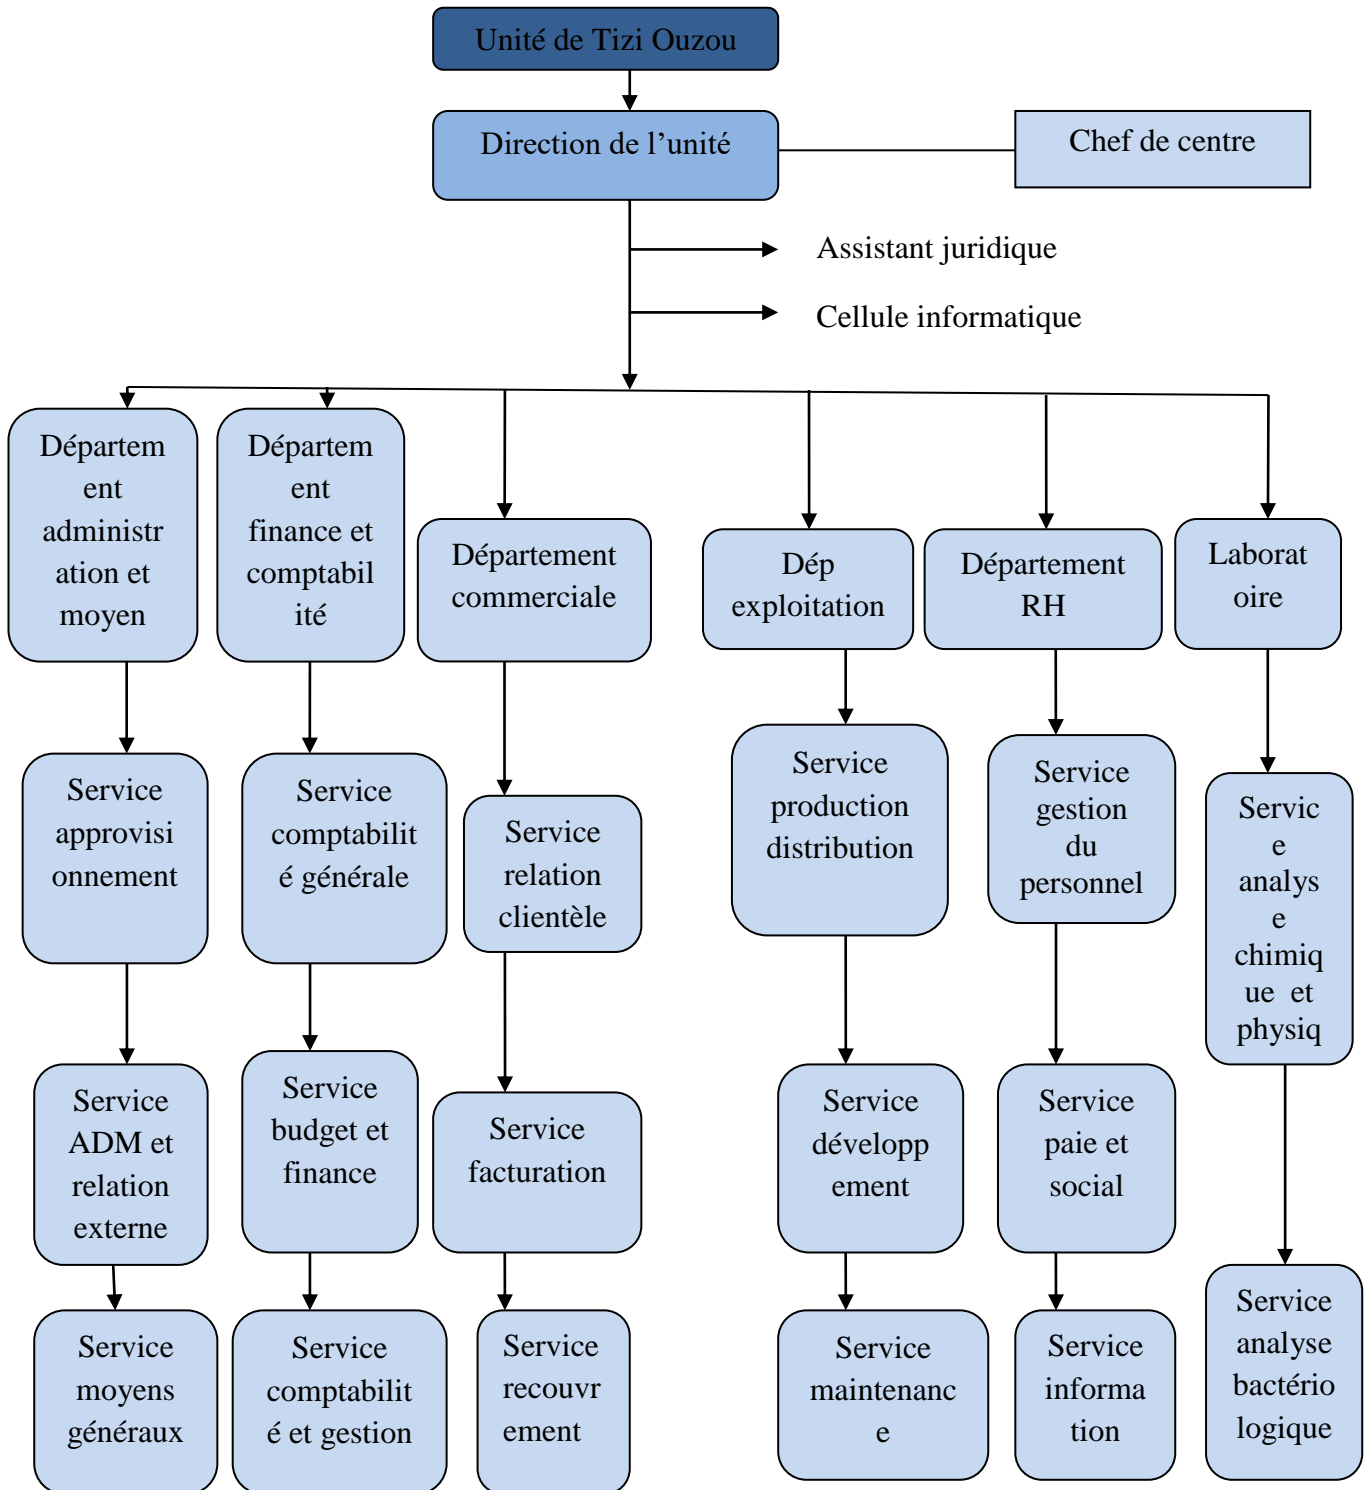 Unité de Tizi Ouzou
Direction de l’unité
Chef de centre
Assistant juridique
Cellule informatique
Départem
ent
administr
ation et
moyen
Départem
ent
finance et
comptabil
ité
Département
commerciale
Dép
exploitation
Département
RH
Laborat
oire
Service
approvisi
onnement
Service
comptabilit
é générale
Service
relation
clientèle
Service
production
distribution
Service
gestion
du
personnel
Servic
e
analys
e
chimiq
ue  et
physiq
Service
ADM et
relation
externe
Service
budget et
finance
Service
facturation
Service
développ
ement
Service
paie et
social
Service
moyens
généraux
Service
comptabilit
é et gestion
Service
recouvr
ement
Service
maintenanc
e
Service
informa
tion
Service
analyse
bactério
logique